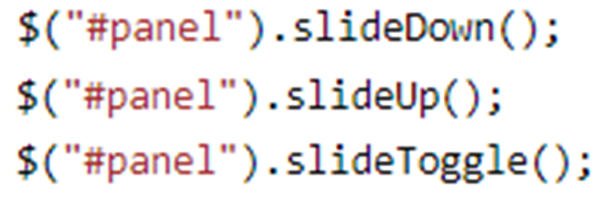 $("#panel").slideDown();
$("#panel").slideUp();
$("#panel").slideToggle();